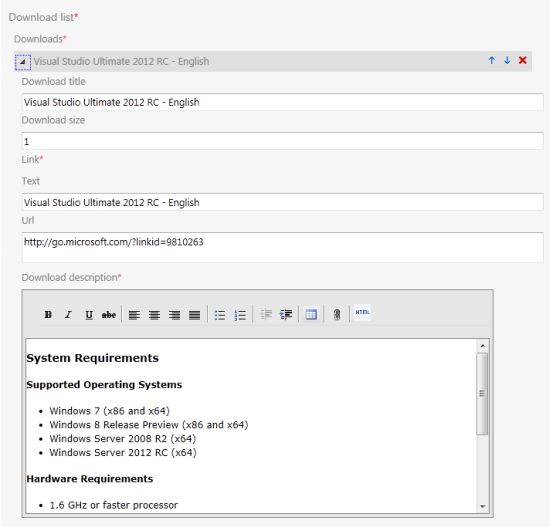 Download list*
Downloads*
Visual Studio Ultimate 2012 RC - English
Download title
Visual Studio Ultimate 2012 RC - English
Download size
1
Link*
Text
Visual Studio Ultimate 2012 RC - English
Url
http://go.microsoft.com/?linkid=9810263
Download description*
B I U abc HTML
System Requirements
Supported Operating Systems
• Windows 7 (x86 and x64)
• Windows 8 Release Preview (x86 and x64)
• Windows Server 2008 R2 (x64)
• Windows Server 2012 RC (x64)
Hardware Requirements
• 1.6 GHz or faster processor